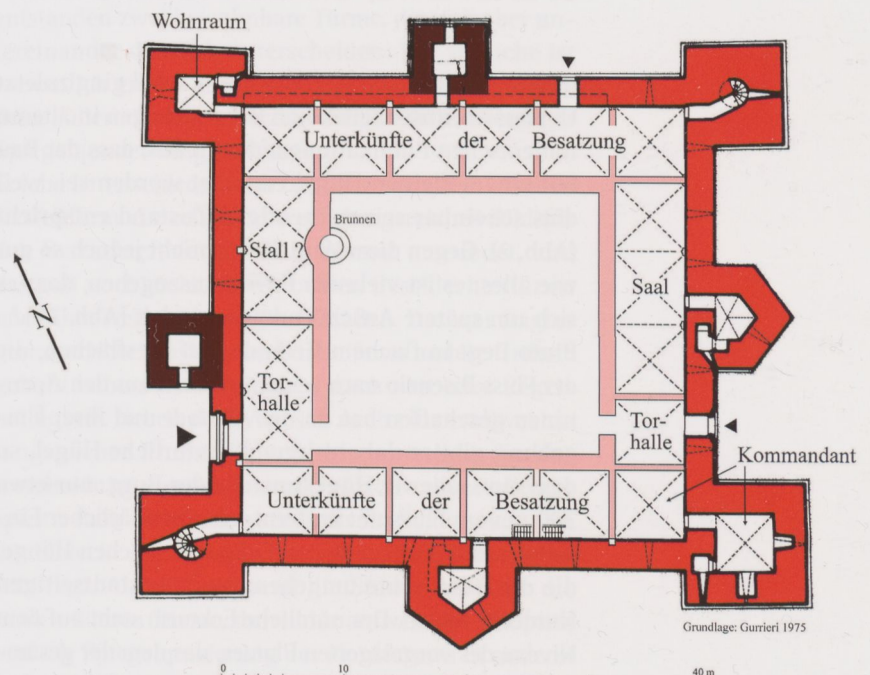 Wohnraum
Unterkünfte der Besatzung
Brunnen
Stall ?
Saal
N
Tor-
halle
Tor-
halle
Kommandant
Unterkünfte der Besatzung
Grundlage: Gurrieri 1975
0 10 40 m